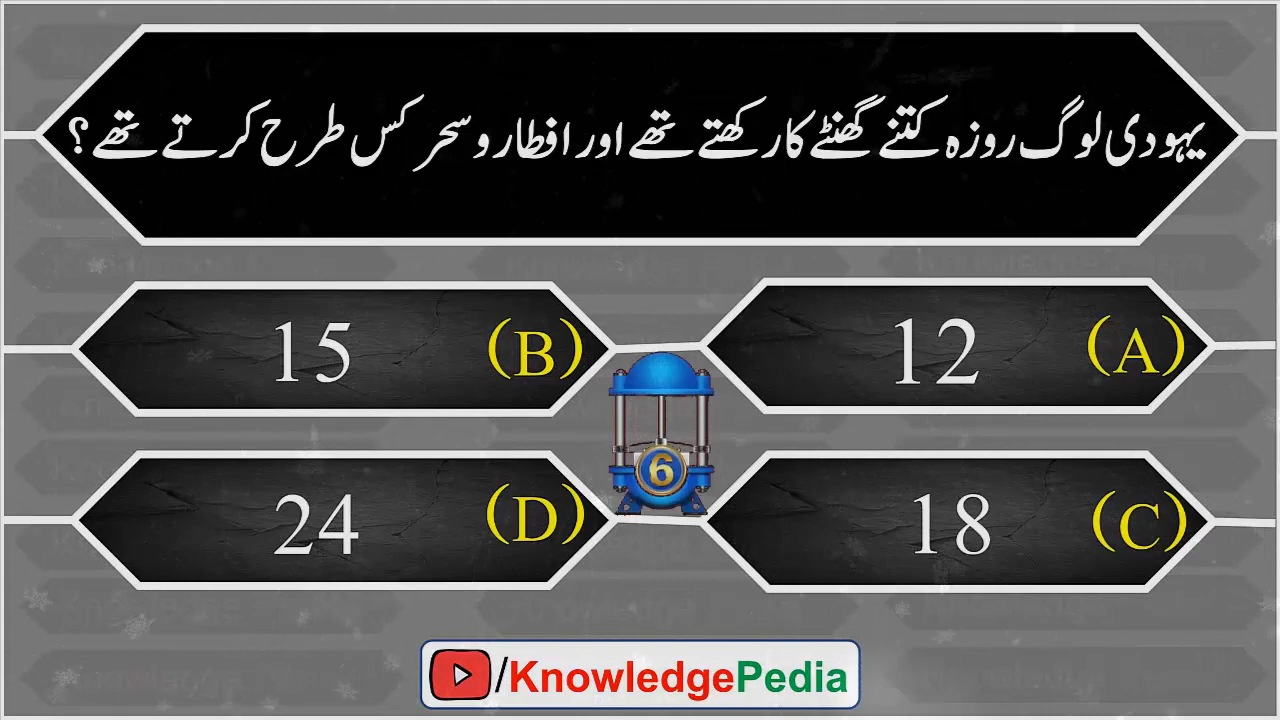 یہودی لوگ روزہ کتنے گھنٹے کا رکھتے تھے اور افطار و سحر کس طرح کرتے تھے؟
(A) 12
(B) 15
6
(C) 18
(D) 24
/KnowledgePedia